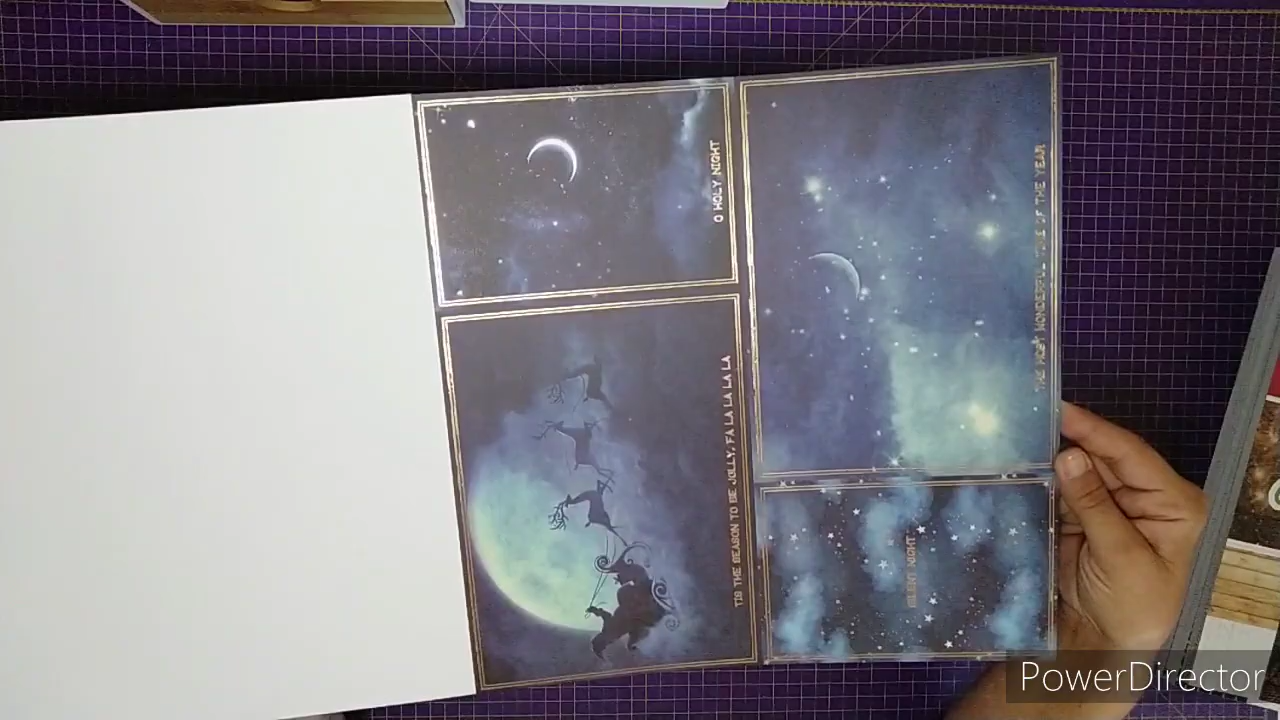 O HOLY NIGHT
THE MOST WONDERFUL TIME OF THE YEAR
TIS THE SEASON TO BE JOLLY, FA LA LA LA LA
SILENT NIGHT
PowerDirector